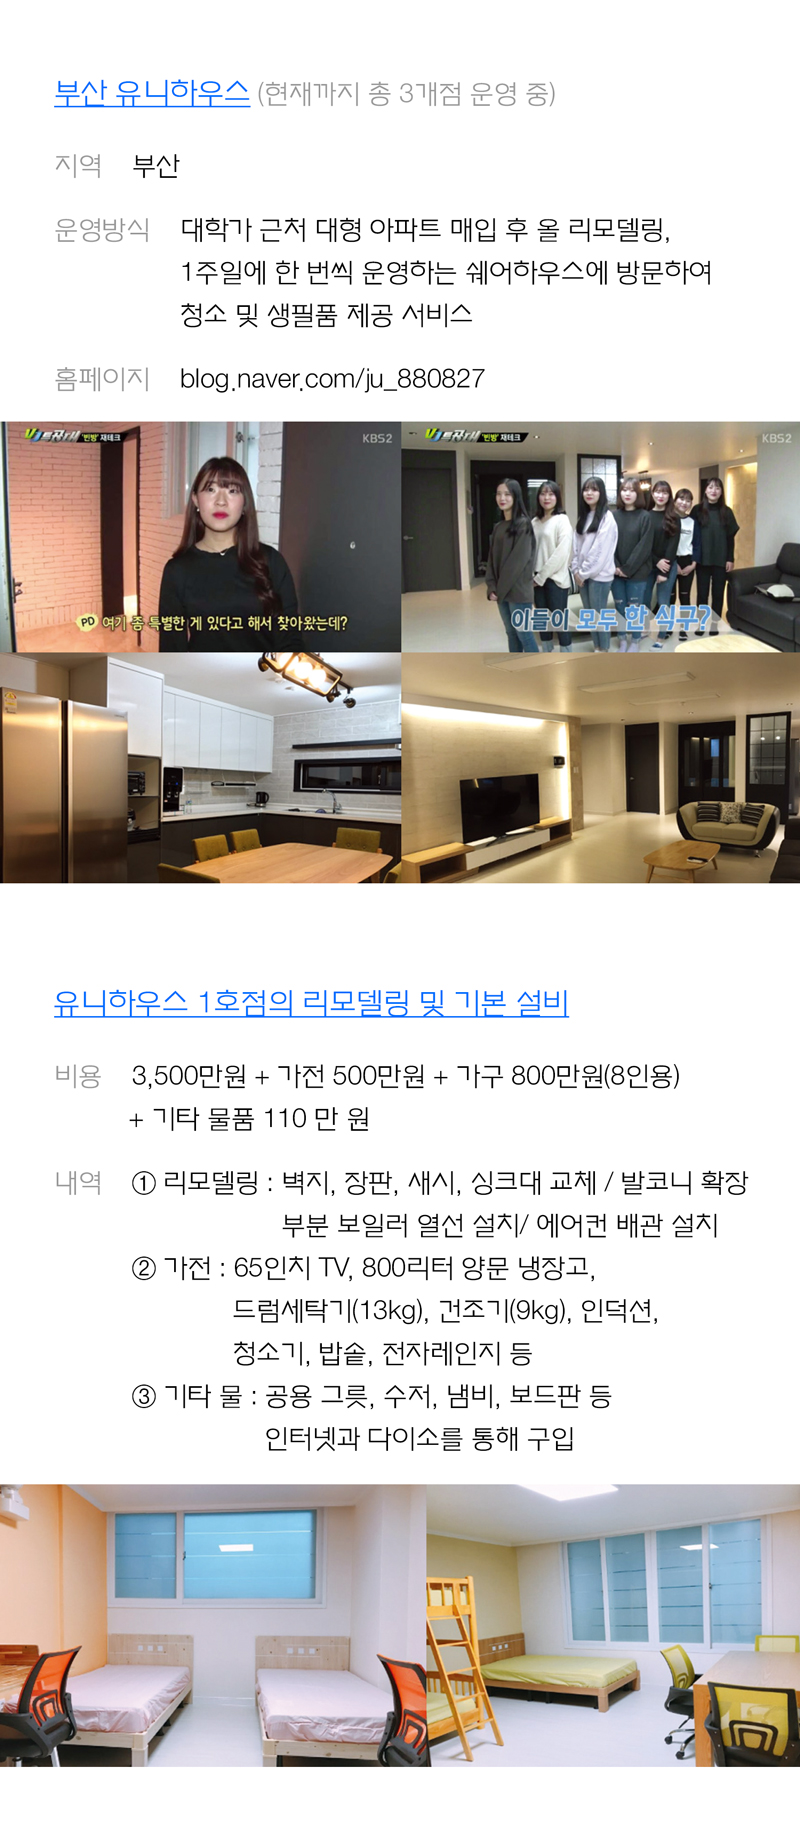 부산 유니하우스 (현재까지 총 3개점 운영 중)
지역 부산
운영방식 대학가 근처 대형 아파트 매입 후 올 리모델링,
1주일에 한 번씩 운영하는 쉐어하우스에 방문하여
청소 및 생필품 제공 서비스
홈페이지 blog.naver.com/ju_880827
VJ특공대 '빈방' 재테크 KBS2
6
PD 여기 좀 특별한 게 있다고 해서 찾아왔는데?
VJ특공대 '빈방' 재테크 KBS2
이들이 모두 한 식구?
유니하우스 1호점의 리모델링 및 기본 설비
비용 3,500만원 + 가전 500만원 + 가구 800만원(8인용)
+ 기타 물품 110 만 원
내역 ① 리모델링 : 벽지, 장판, 새시, 싱크대 교체 / 발코니 확장
부분 보일러 열선 설치/ 에어컨 배관 설치
② 가전 : 65인치 TV, 800리터 양문 냉장고,
드럼세탁기(13kg), 건조기(9kg), 인덕션,
청소기, 밥솥, 전자레인지 등
③ 기타 물 : 공용 그릇, 수저, 냄비, 보드판 등
인터넷과 다이소를 통해 구입